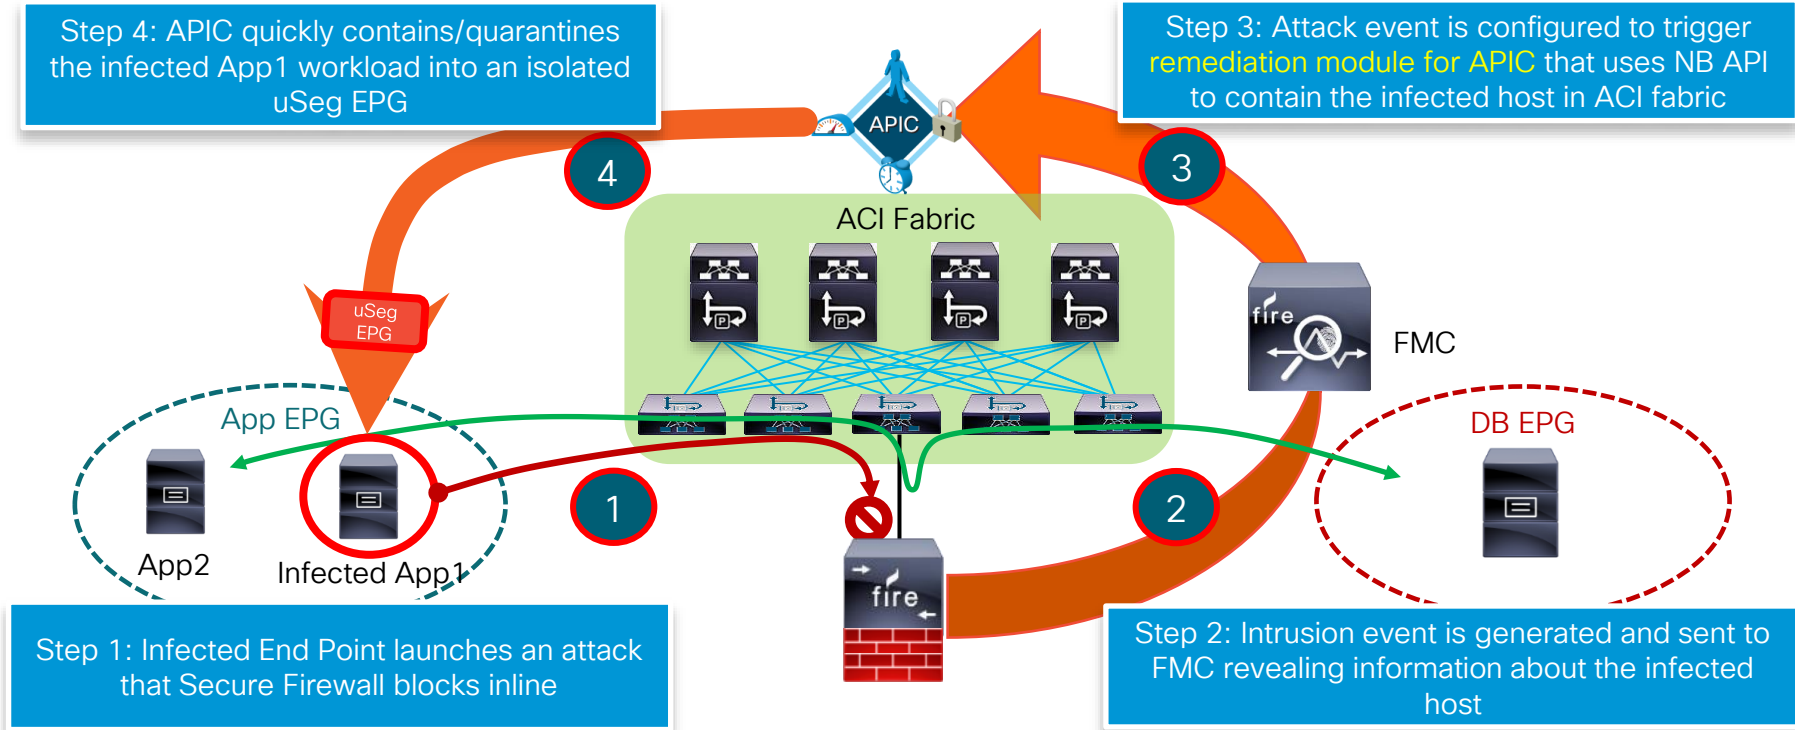 Step 4: APIC quickly contains/quarantines
the infected App1 workload into an isolated
uSeg EPG
Step 3: Attack event is configured to trigger
remediation module for APIC that uses NB API
to contain the infected host in ACI fabric
APIC
4
3
ACI Fabric
uSeg
EPG
P
P
P
P
fire
FMC
App EPG
DB EPG
1
2
App2
Infected App1
fire
Step 1: Infected End Point launches an attack
that Secure Firewall blocks inline
Step 2: Intrusion event is generated and sent to
FMC revealing information about the infected
host